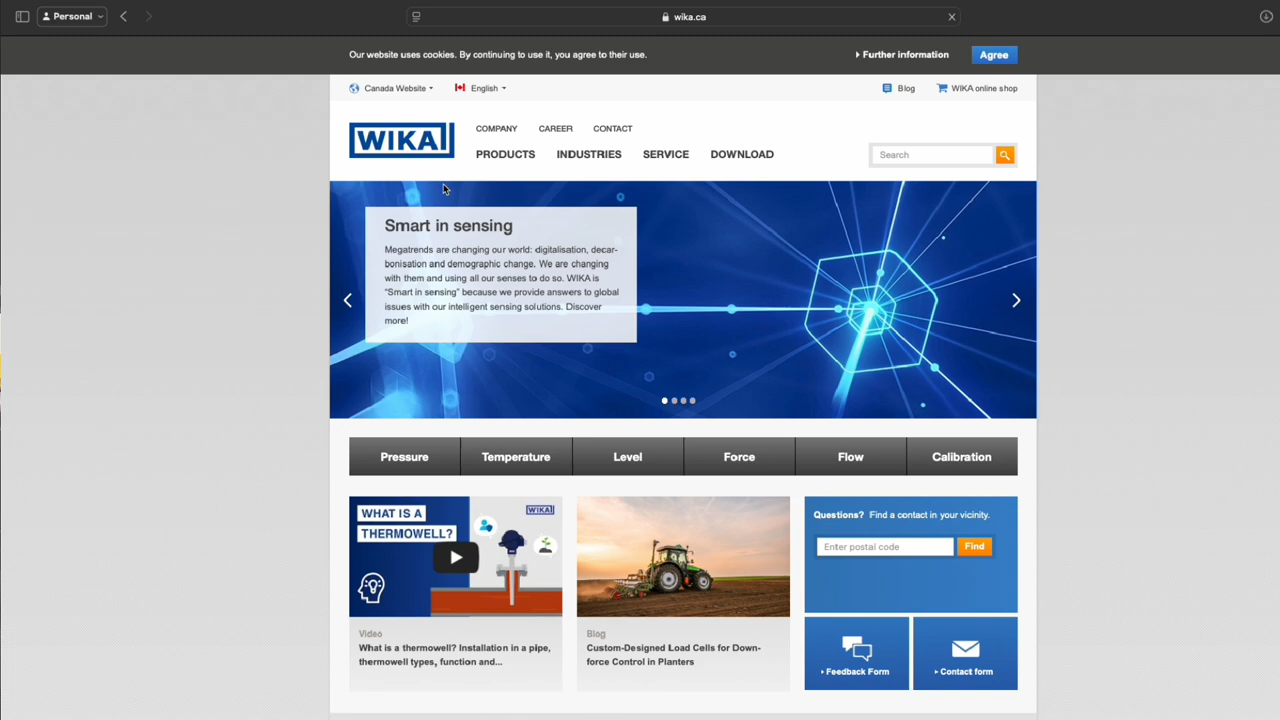 Personal
wika.ca
Our website uses cookies. By continuing to use it, you agree to their use.
Further information
Agree
Canada Website
English
Blog
WIKA online shop
WIKA
COMPANY
CAREER
CONTACT
PRODUCTS
INDUSTRIES
SERVICE
DOWNLOAD
Search
Smart in sensing
Megatrends are changing our world: digitalisation, decar-
bonisation and demographic change. We are changing
with them and using all our senses to do so. WIKA is
"Smart in sensing" because we provide answers to global
issues with our intelligent sensing solutions. Discover
more!
Pressure
Temperature
Level
Force
Flow
Calibration
WHAT IS A
THERMOWELL?
WIKA
Video
What is a thermowell? Installation in a pipe,
thermowell types, function and...
Blog
Custom-Designed Load Cells for Down-
force Control in Planters
Questions? Find a contact in your vicinity.
Enter postal code
Find
Feedback Form
Contact form